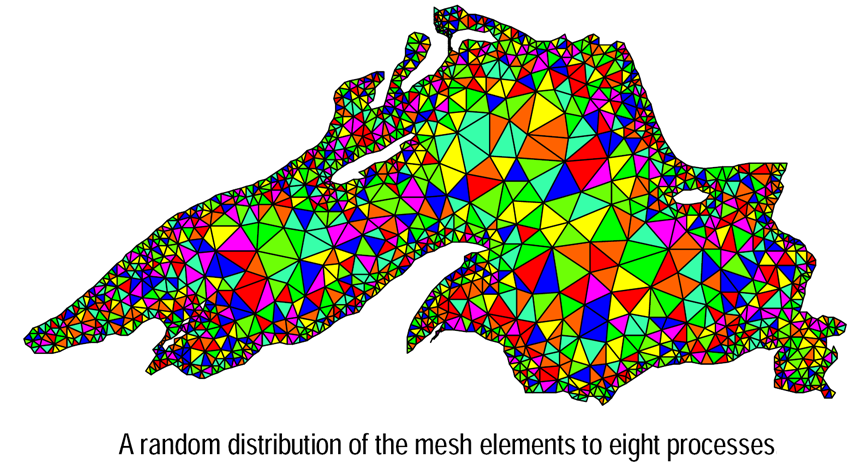 A random distribution of the mesh elements to eight processes